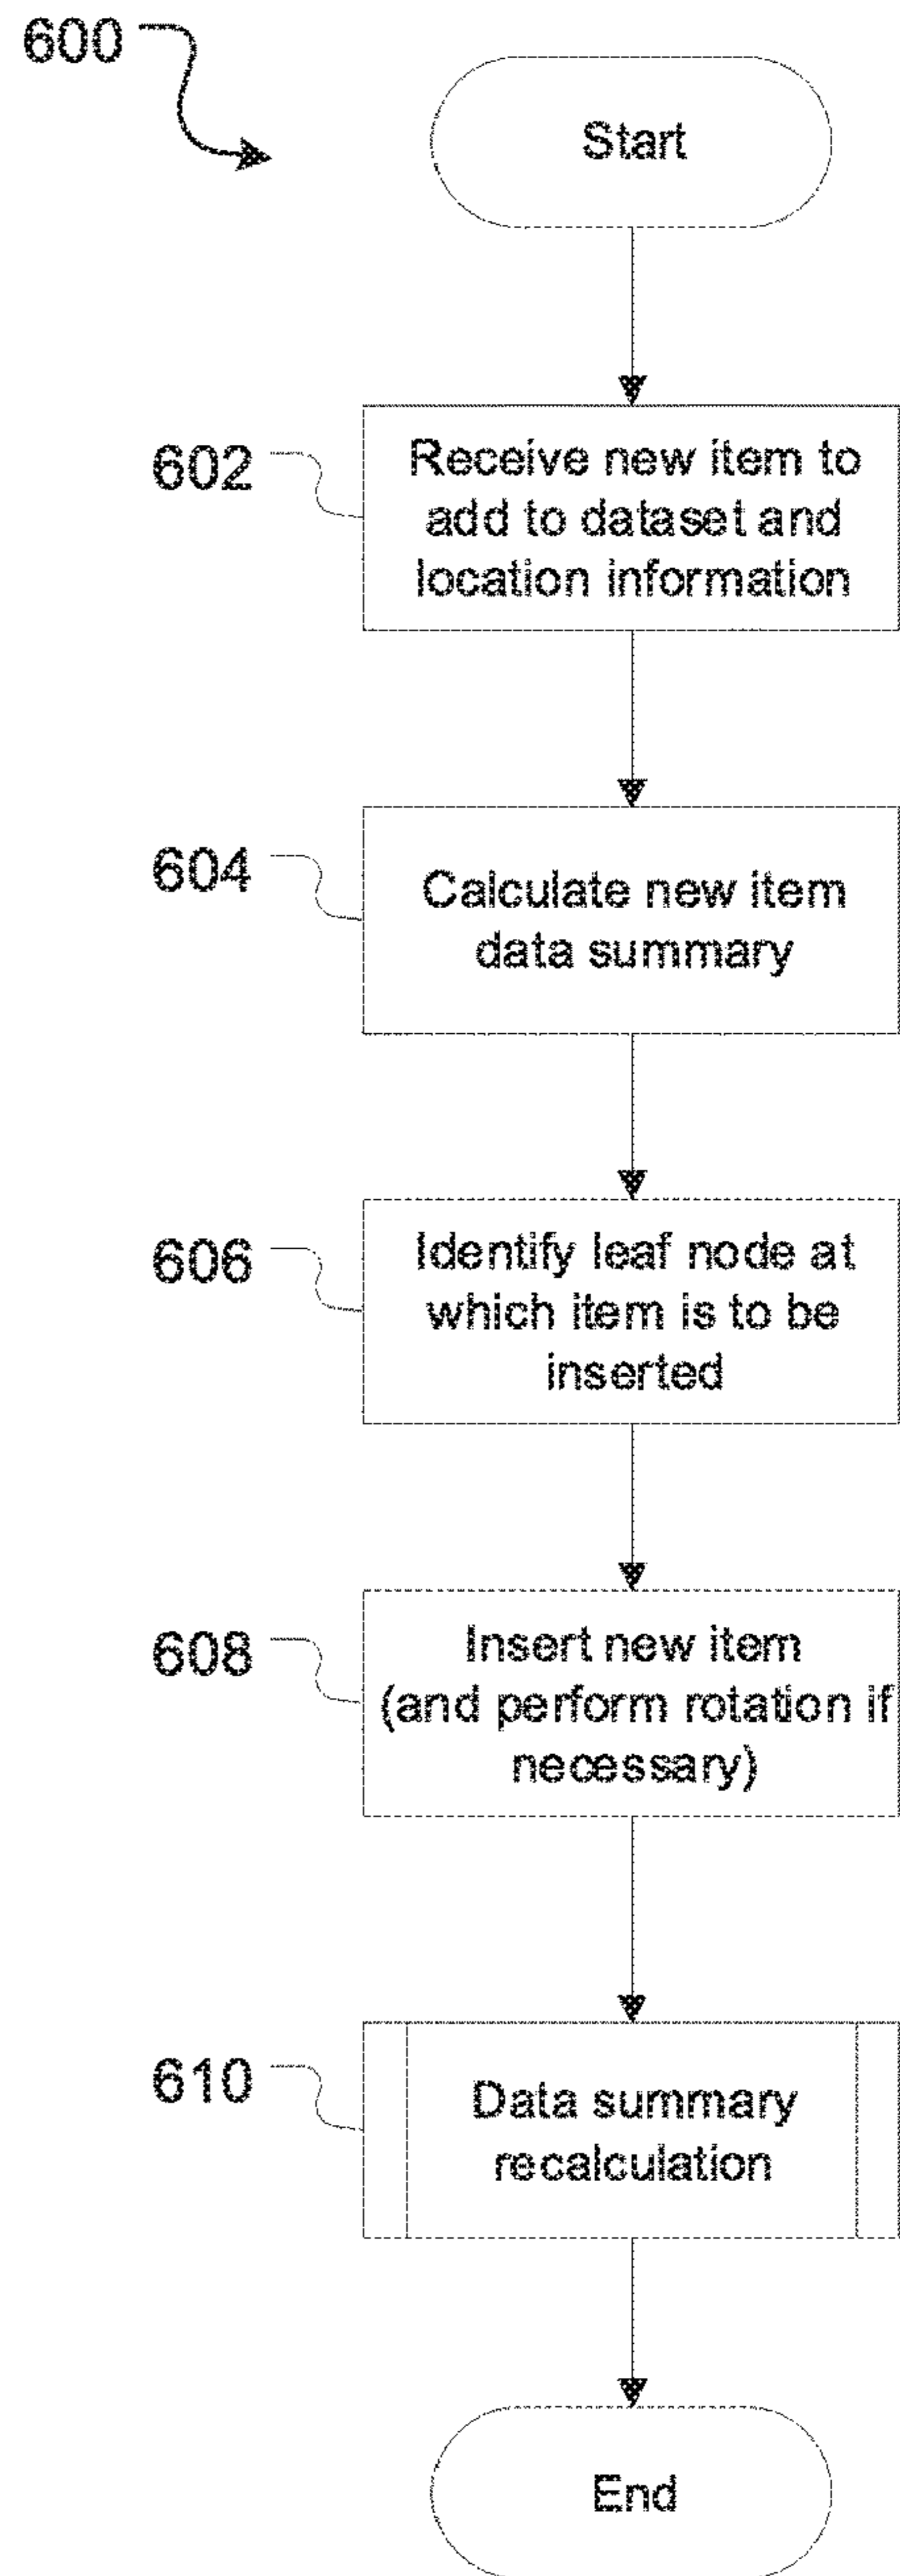 600
Start
602
Receive new item to
add to dataset and
location information
604
Calculate new item
data summary
606
Identify leaf node at
which item is to be
inserted
608
Insert new item
(and perform rotation if
necessary)
610
Data summary
recalculation
End